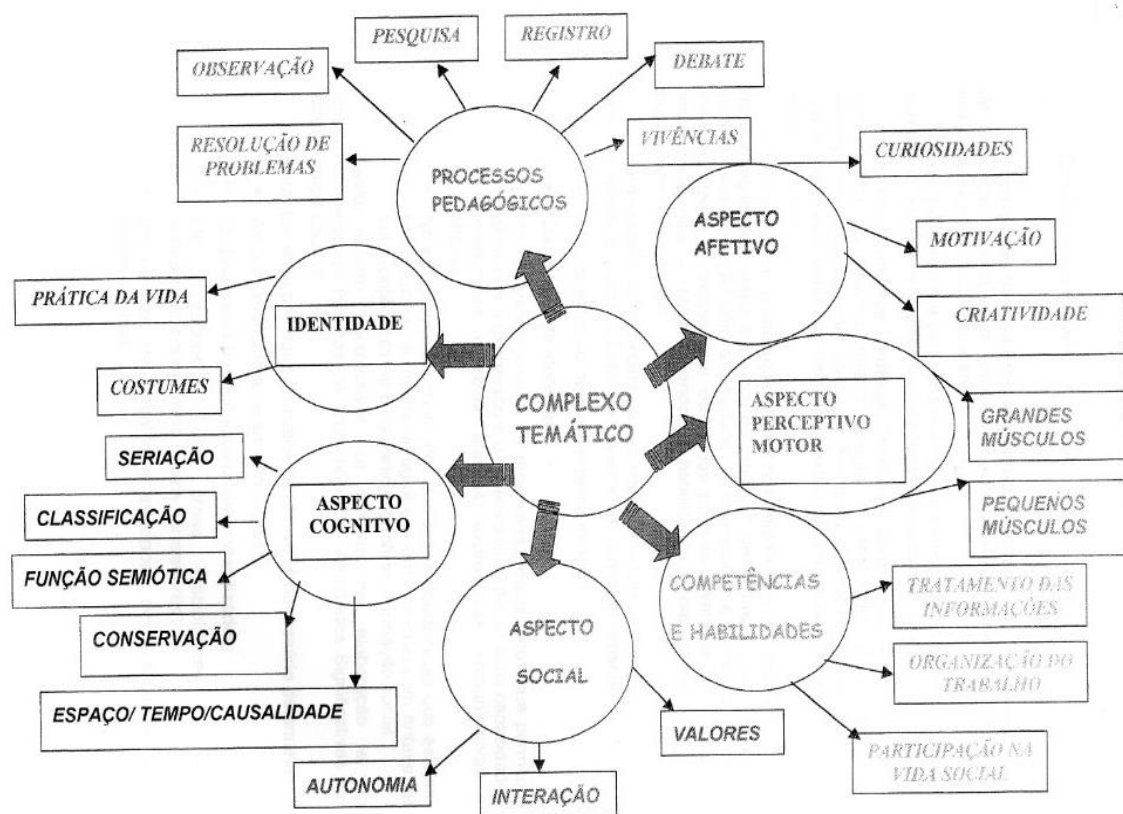 PESQUISA
REGISTRO
OBSERVAÇÃO
DEBATE
RESOLUÇÃO DE
PROBLEMAS
VIVÊNCIAS
PROCESSOS
PEDAGÓGICOS
CURIOSIDADES
ASPECTO
AFETIVO
MOTIVAÇÃO
CRIATIVIDADE
PRÁTICA DA VIDA
IDENTIDADE
COSTUMES
COMPLEXO
TEMÁTICO
ASPECTO
PERCEPTIVO
MOTOR
GRANDES
MÚSCULOS
PEQUENOS
MÚSCULOS
SERIAÇÃO
CLASSIFICAÇÃO
FUNÇÃO SEMIÓTICA
CONSERVAÇÃO
ESPAÇO/ TEMPO/CAUSALIDADE
ASPECTO
COGNITVO
ASPECTO
SOCIAL
AUTONOMIA
INTERAÇÃO
VALORES
COMPETÊNCIAS
E HABILIDADES
TRATAMENTO DAS
INFORMAÇÕES
ORGANIZAÇÃO DO
TRABALHO
PARTICIPAÇÃO NA
VIDA SOCIAL